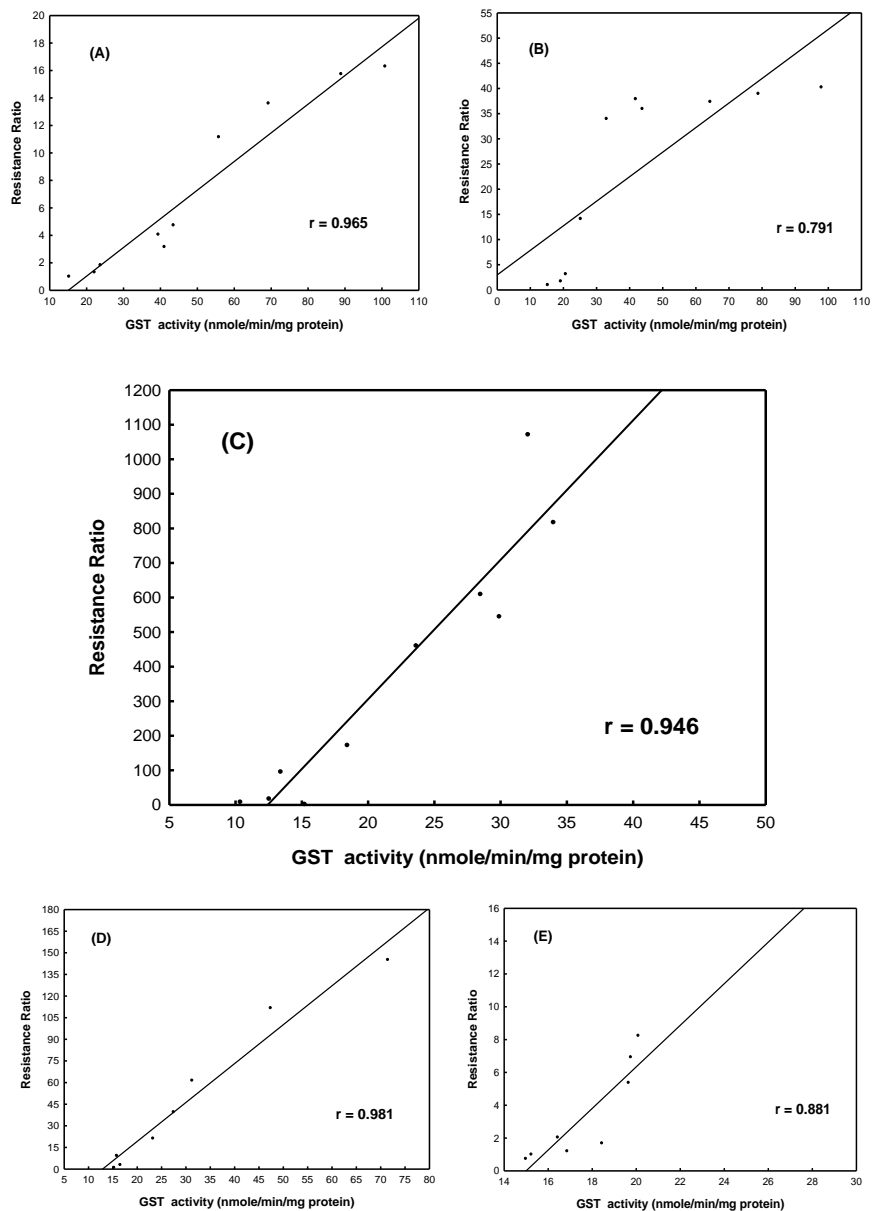 (A)
Resistance Ratio
20
18
16
14
12
10
8
6
4
2
0
r = 0.965
10 20 30 40 50 60 70 80 90 100 110
GST activity (nmole/min/mg protein)
(B)
Resistance Ratio
55
50
45
40
35
30
25
20
15
10
5
0
r = 0.791
0 10 20 30 40 50 60 70 80 90 100 110
GST activity (nmole/min/mg protein)
(C)
Resistance Ratio
1200
1100
1000
900
800
700
600
500
400
300
200
100
0
r = 0.946
5 10 15 20 25 30 35 40 45 50
GST activity (nmole/min/mg protein)
(D)
Resistance Ratio
180
165
150
135
120
105
90
75
60
45
30
15
0
r = 0.981
5 10 15 20 25 30 35 40 45 50 55 60 65 70 75 80
GST activity (nmole/min/mg protein)
(E)
Resistance Ratio
16
14
12
10
8
6
4
2
0
r = 0.881
14 16 18 20 22 24 26 28 30
GST activity (nmole/min/mg protein)